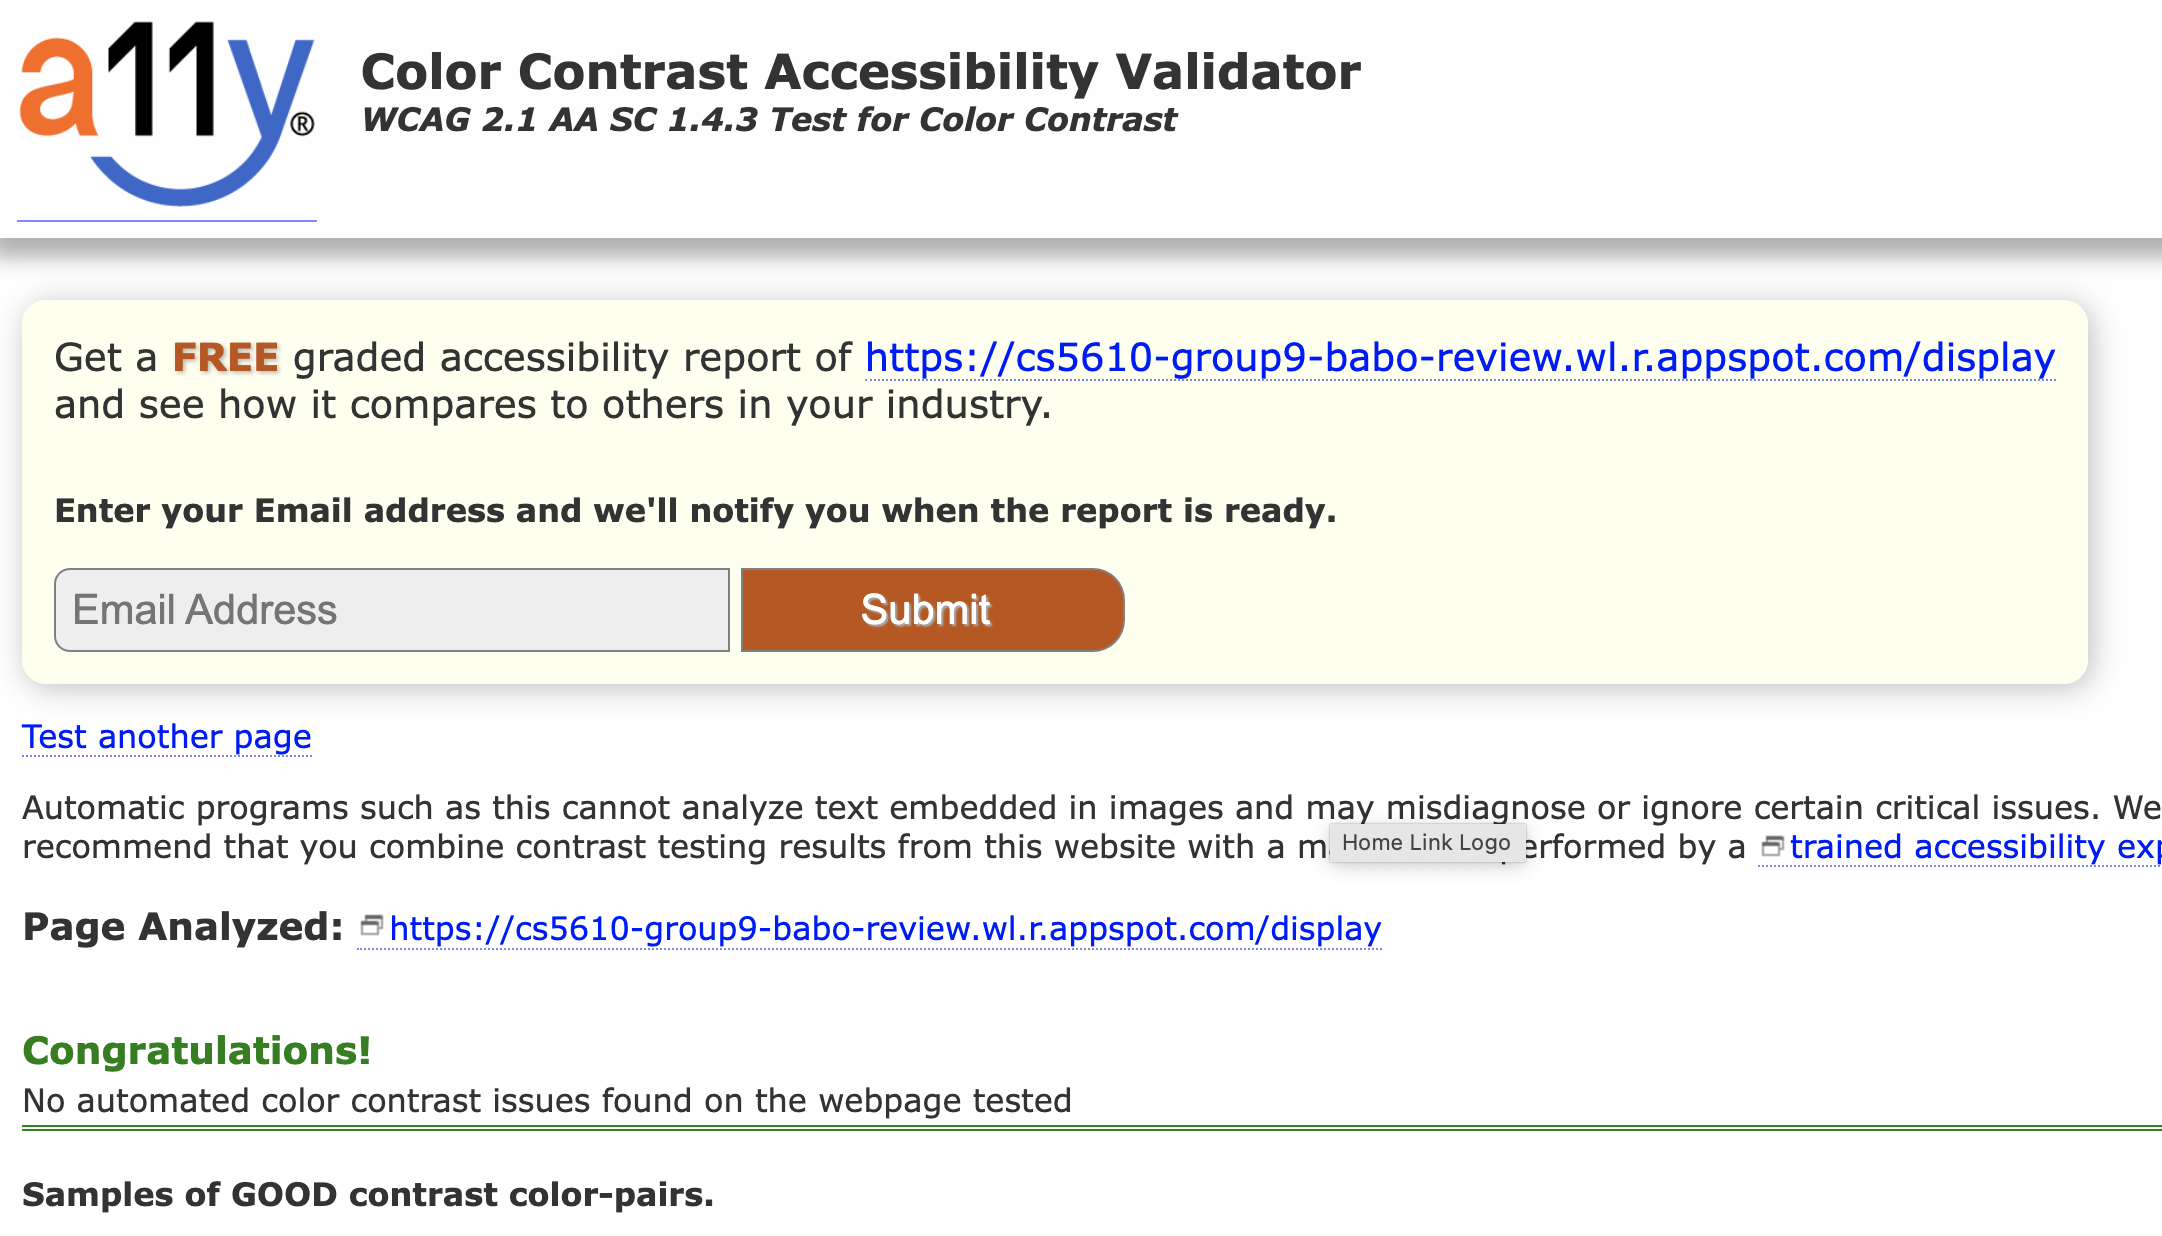 a11y®
Color Contrast Accessibility Validator
WCAG 2.1 AA SC 1.4.3 Test for Color Contrast
Get a FREE graded accessibility report of https://cs5610-group9-babo-review.wl.r.appspot.com/display
and see how it compares to others in your industry.
Enter your Email address and we'll notify you when the report is ready.
Email Address Submit
Test another page
Automatic programs such as this cannot analyze text embedded in images and may misdiagnose or ignore certain critical issues. We
recommend that you combine contrast testing results from this website with a performed by a trained accessibility
Home Link Logo
Page Analyzed: https://cs5610-group9-babo-review.wl.r.appspot.com/display
Congratulations!
No automated color contrast issues found on the webpage tested
Samples of GOOD contrast color-pairs.